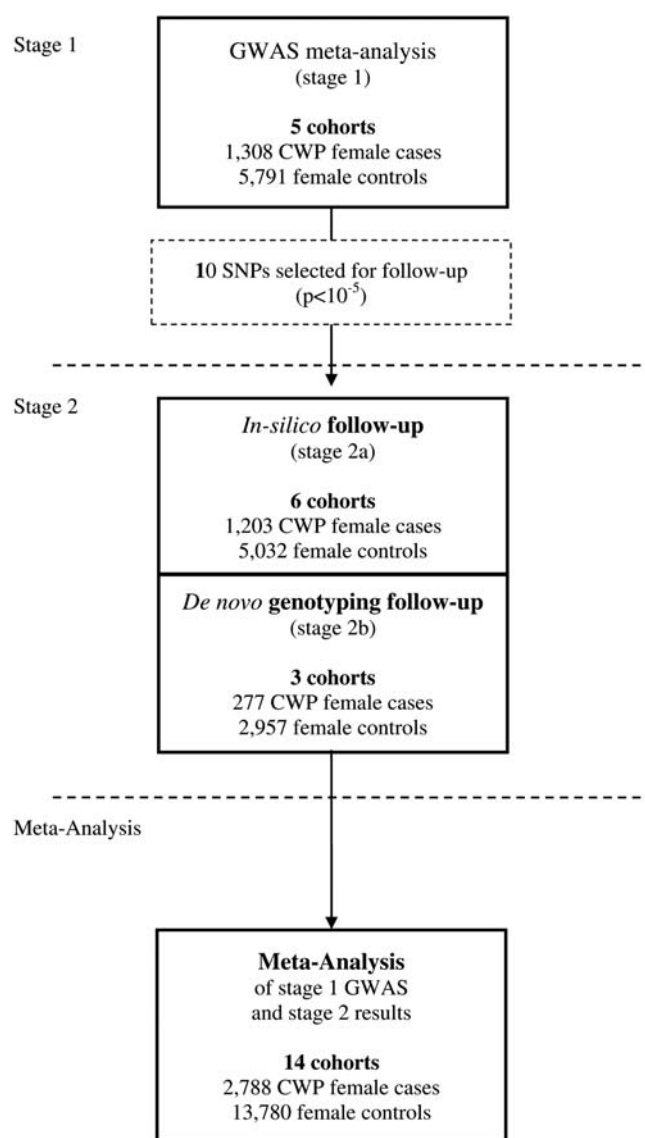 Stage 1
GWAS meta-analysis
(stage 1)
5 cohorts
1,308 CWP female cases
5,791 female controls
10 SNPs selected for follow-up
(p<10⁻⁵)
Stage 2
In-silico follow-up
(stage 2a)
6 cohorts
1,203 CWP female cases
5,032 female controls
De novo genotyping follow-up
(stage 2b)
3 cohorts
277 CWP female cases
2,957 female controls
Meta-Analysis
Meta-Analysis
of stage 1 GWAS
and stage 2 results
14 cohorts
2,788 CWP female cases
13,780 female controls